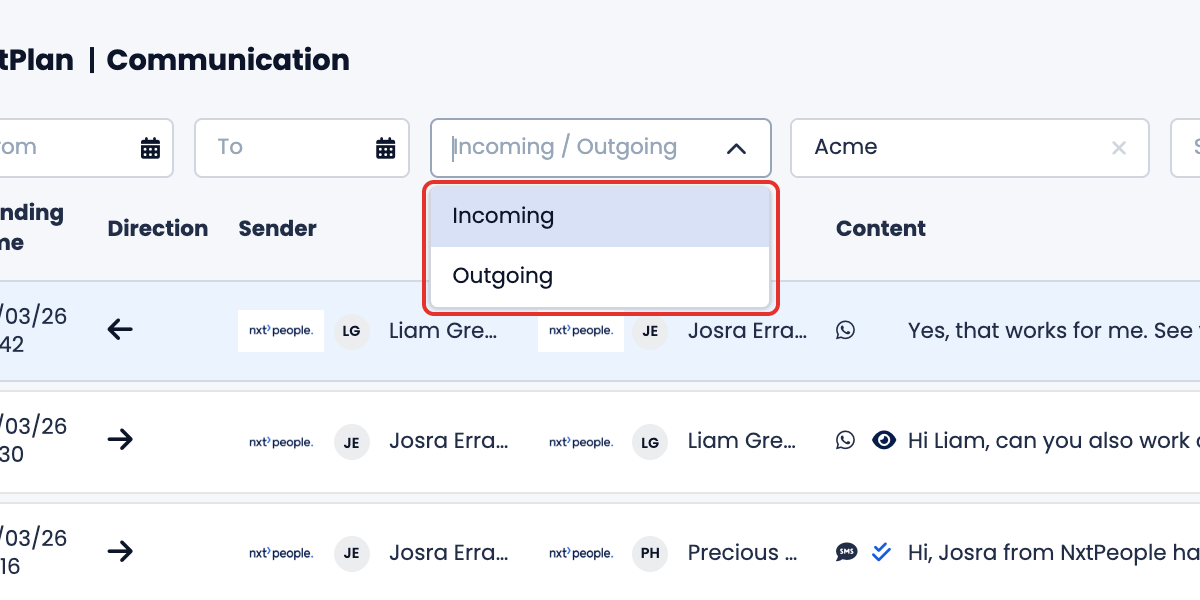 tPlan | Communication
om
To
Incoming / Outgoing
Acme
S
Incoming
Outgoing
nding
me
Direction
Sender
Content
/03/26
42
nxt people.
LG
Liam Gre...
nxt people.
JE
Josra Erra...
Yes, that works for me. See
/03/26
30
nxt people.
JE
Josra Erra...
nxt people.
LG
Liam Gre...
Hi Liam, can you also work
/03/26
16
nxt people.
JE
Josra Erra...
nxt people.
PH
Precious ...
SMS
Hi, Josra from NxtPeople ha